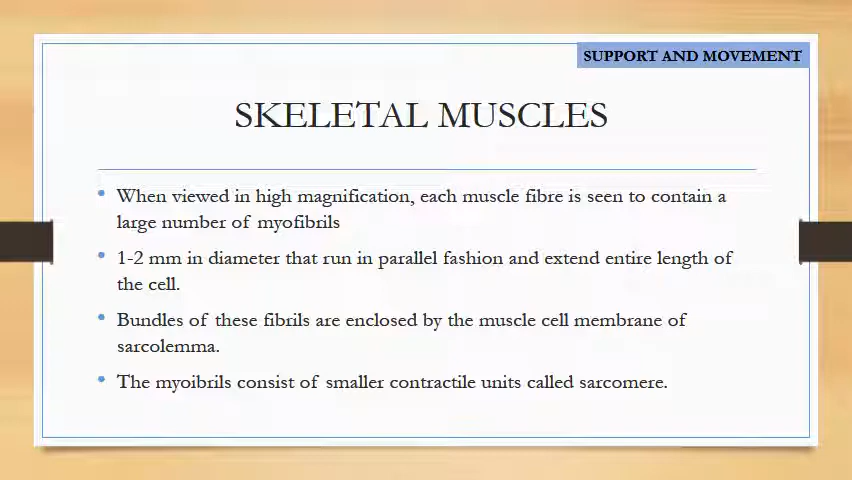 SUPPORT AND MOVEMENT
SKELETAL MUSCLES
• When viewed in high magnification, each muscle fibre is seen to contain a
large number of myofibrils
• 1-2 mm in diameter that run in parallel fashion and extend entire length of
the cell.
• Bundles of these fibrils are enclosed by the muscle cell membrane of
sarcolemma.
• The myoibrils consist of smaller contractile units called sarcomere.